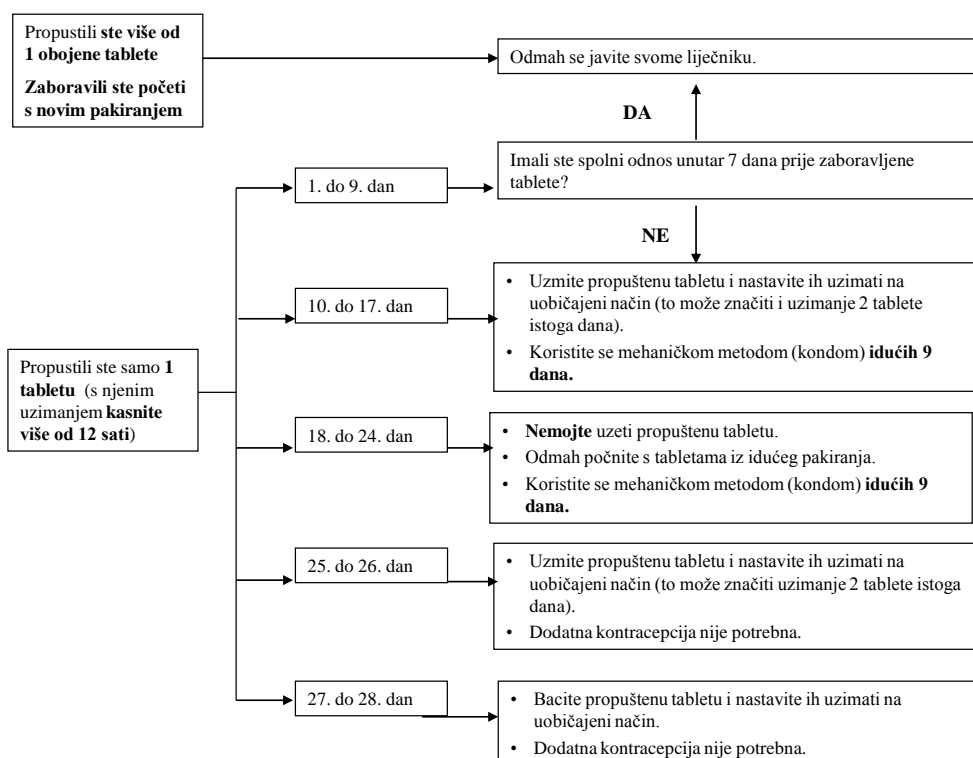 Propustili ste više od
1 obojene tablete
Zaboravili ste početi
s novim pakiranjem
Odmah se javite svome liječniku.
DA
Imali ste spolni odnos unutar 7 dana prije zaboravljene
tablete?
1. do 9. dan
NE
• Uzmite propuštenu tabletu i nastavite ih uzimati na
uobičajeni način (to može značiti i uzimanje 2 tablete
istoga dana).
• Koristite se mehaničkom metodom (kondom) idućih 9
dana.
10. do 17. dan
Propustili ste samo 1
tabletu (s njenim
uzimanjem kasnite
više od 12 sati)
18. do 24. dan
• Nemojte uzeti propuštenu tabletu.
• Odmah počnite s tabletama iz idućeg pakiranja.
• Koristite se mehaničkom metodom (kondom) idućih 9
dana.
25. do 26. dan
• Uzmite propuštenu tabletu i nastavite ih uzimati na
uobičajeni način (to može značiti uzimanje 2 tablete istoga
dana).
• Dodatna kontracepcija nije potrebna.
27. do 28. dan
• Bacite propuštenu tabletu i nastavite ih uzimati na
uobičajeni način.
• Dodatna kontracepcija nije potrebna.